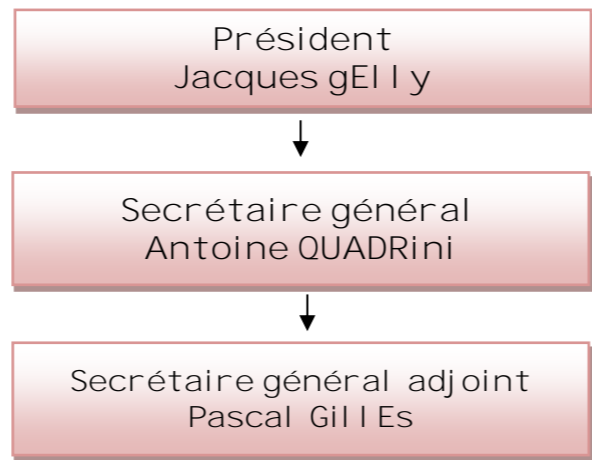 Président
Jacques gElly
Secrétaire général
Antoine QUADRini
Secrétaire général adjoint
Pascal GillEs